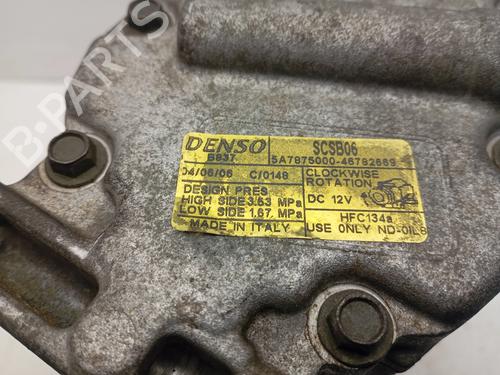 B-PARTS
DENSO
B837
SCSB06
5A7875000-46782669
04/06/06 C/0148
CLOCKWISE
ROTATION
DESIGN PRES
HIGH SIDE 3.53 MPa
LOW SIDE 1.67 MPa
DC 12V
HFC134a
MADE IN ITALY
USE ONLY ND-OIL8